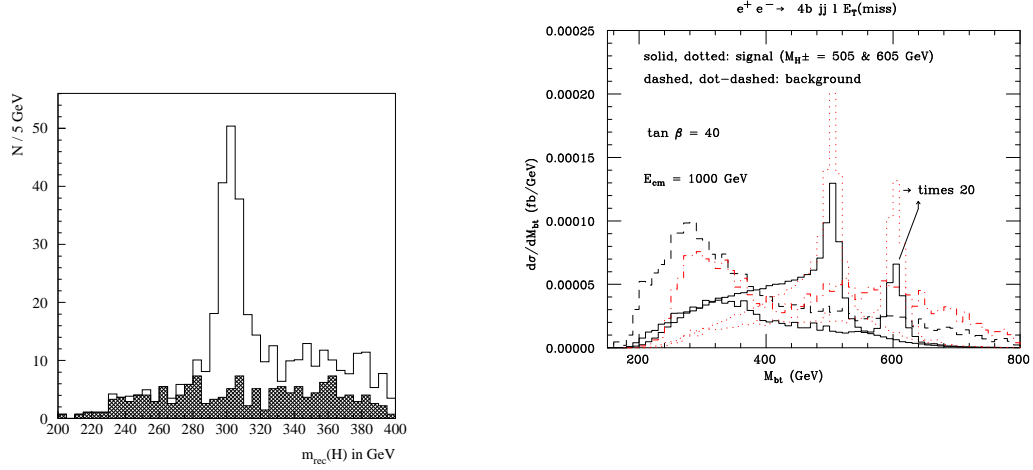 N / 5 GeV
50
40
30
20
10
0
200 220 240 260 280 300 320 340 360 380 400
m_rec(H) in GeV
e⁺ e⁻→ 4b jj l E_T(miss)
solid, dotted: signal (M_H± = 505 & 605 GeV)
dashed, dot−dashed: background
tan β = 40
E_cm = 1000 GeV
→ times 20
dσ/dM_bt (fb/GeV)
0.00020
0.00015
0.00010
0.00005
0.00000
200 400 600 800
M_bt (GeV)